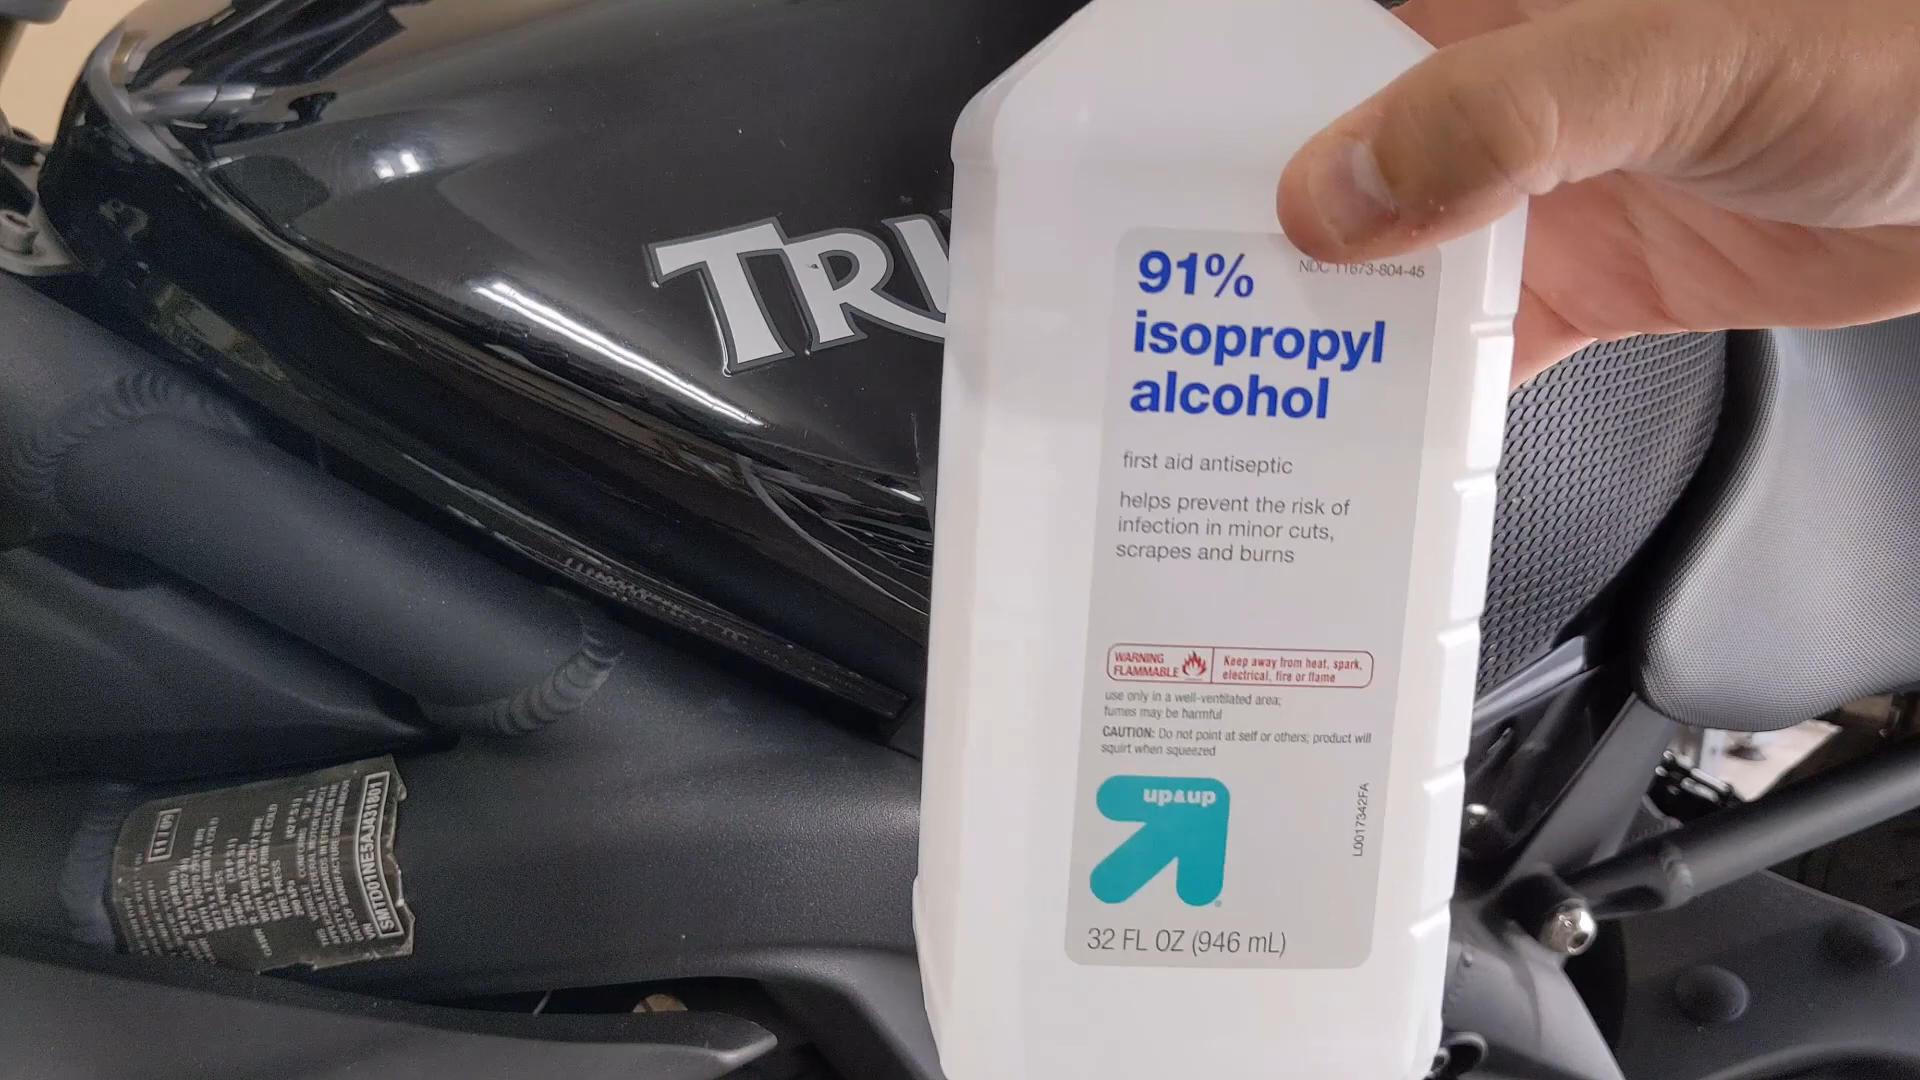 TRI
91%
NDC 11673-804-45
isopropyl
alcohol
first aid antiseptic
helps prevent the risk of
infection in minor cuts,
scrapes and burns
WARNING
FLAMMABLE
Keep away from heat, spark,
electrical, fire or flame
use only in a well-ventilated area;
fumes may be harmful
CAUTION: Do not point at self or others; product will
squirt when squeezed
up&up
L0017342FA
32 FL OZ (946 mL)
11/09